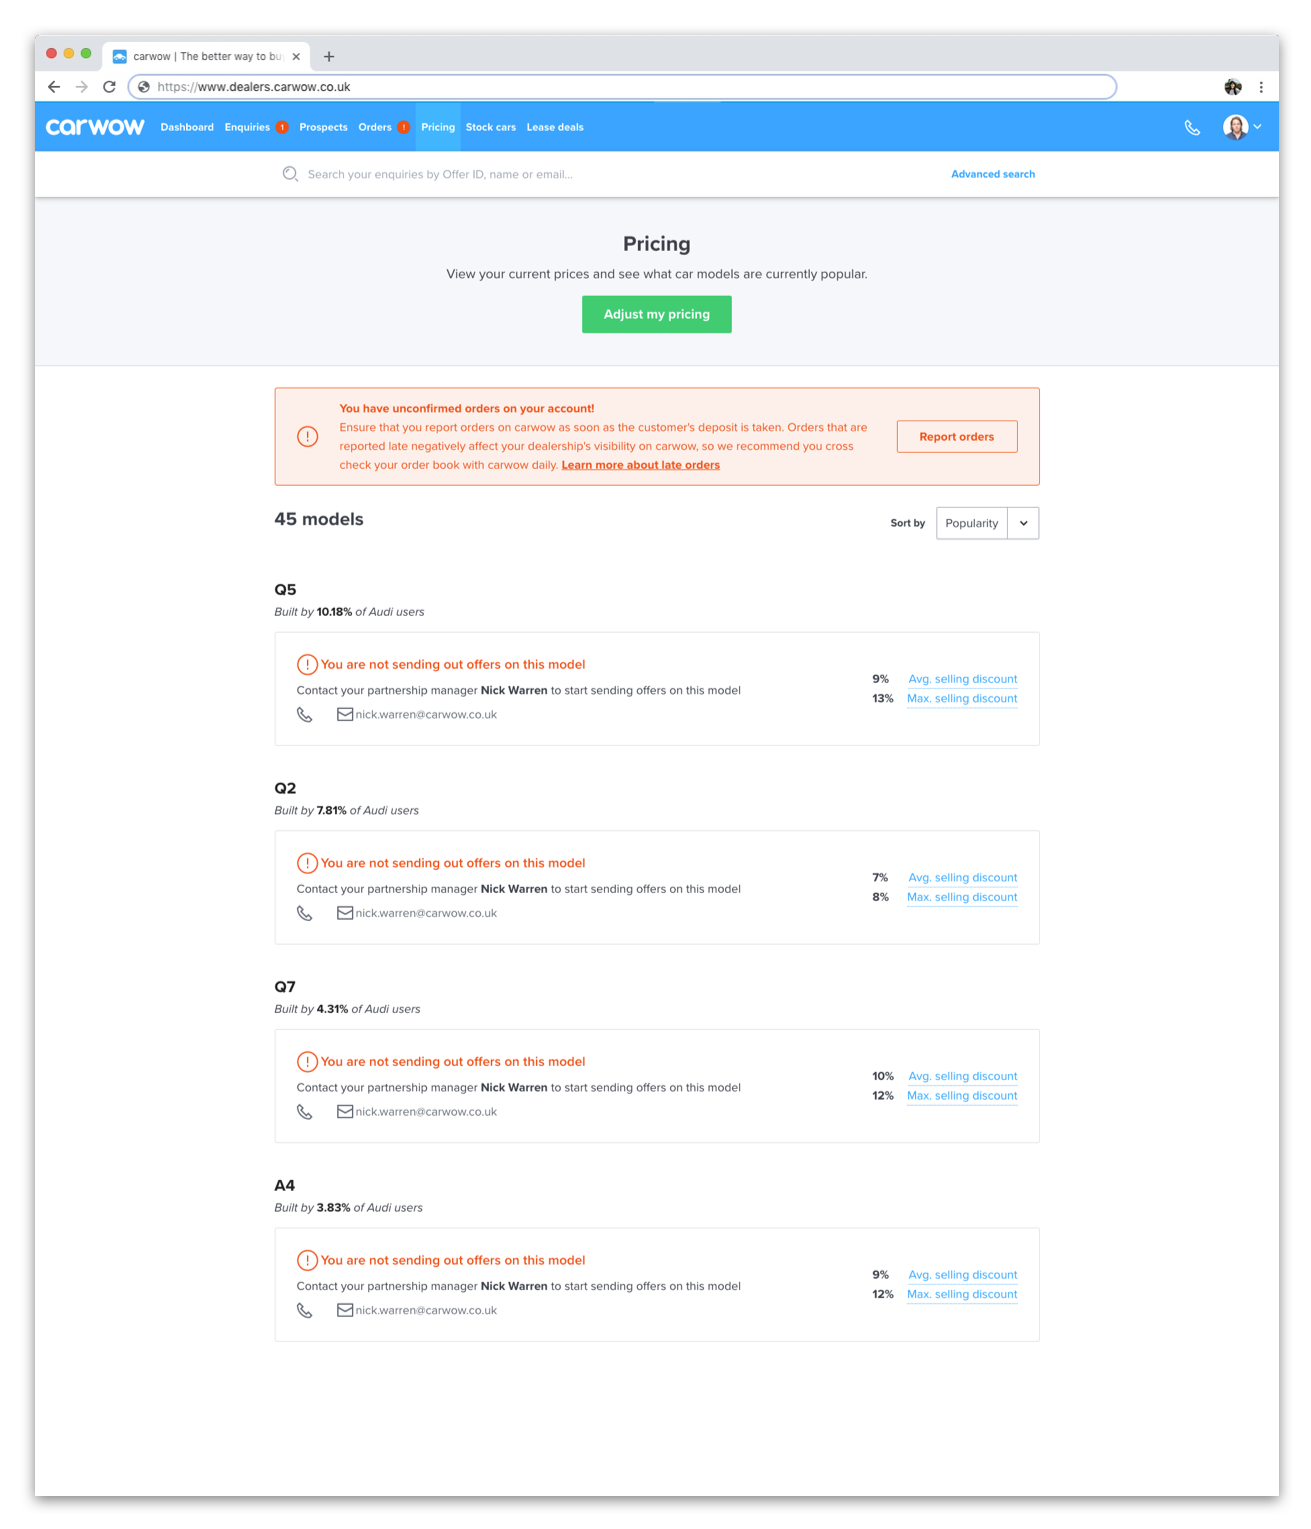 carwow | The better way to bu
https://www.dealers.carwow.co.uk
carwow Dashboard Enquiries 1 Prospects Orders ! Pricing Stock cars Lease deals
Search your enquiries by Offer ID, name or email... Advanced search
Pricing
View your current prices and see what car models are currently popular.
Adjust my pricing
You have unconfirmed orders on your account!
Ensure that you report orders on carwow as soon as the customer's deposit is taken. Orders that are
reported late negatively affect your dealership's visibility on carwow, so we recommend you cross
check your order book with carwow daily. Learn more about late orders
Report orders
45 models
Sort by Popularity
Q5
Built by 10.18% of Audi users
You are not sending out offers on this model
Contact your partnership manager Nick Warren to start sending offers on this model
nick.warren@carwow.co.uk
9% Avg. selling discount
13% Max. selling discount
Q2
Built by 7.81% of Audi users
You are not sending out offers on this model
Contact your partnership manager Nick Warren to start sending offers on this model
nick.warren@carwow.co.uk
7% Avg. selling discount
8% Max. selling discount
Q7
Built by 4.31% of Audi users
You are not sending out offers on this model
Contact your partnership manager Nick Warren to start sending offers on this model
nick.warren@carwow.co.uk
10% Avg. selling discount
12% Max. selling discount
A4
Built by 3.83% of Audi users
You are not sending out offers on this model
Contact your partnership manager Nick Warren to start sending offers on this model
nick.warren@carwow.co.uk
9% Avg. selling discount
12% Max. selling discount